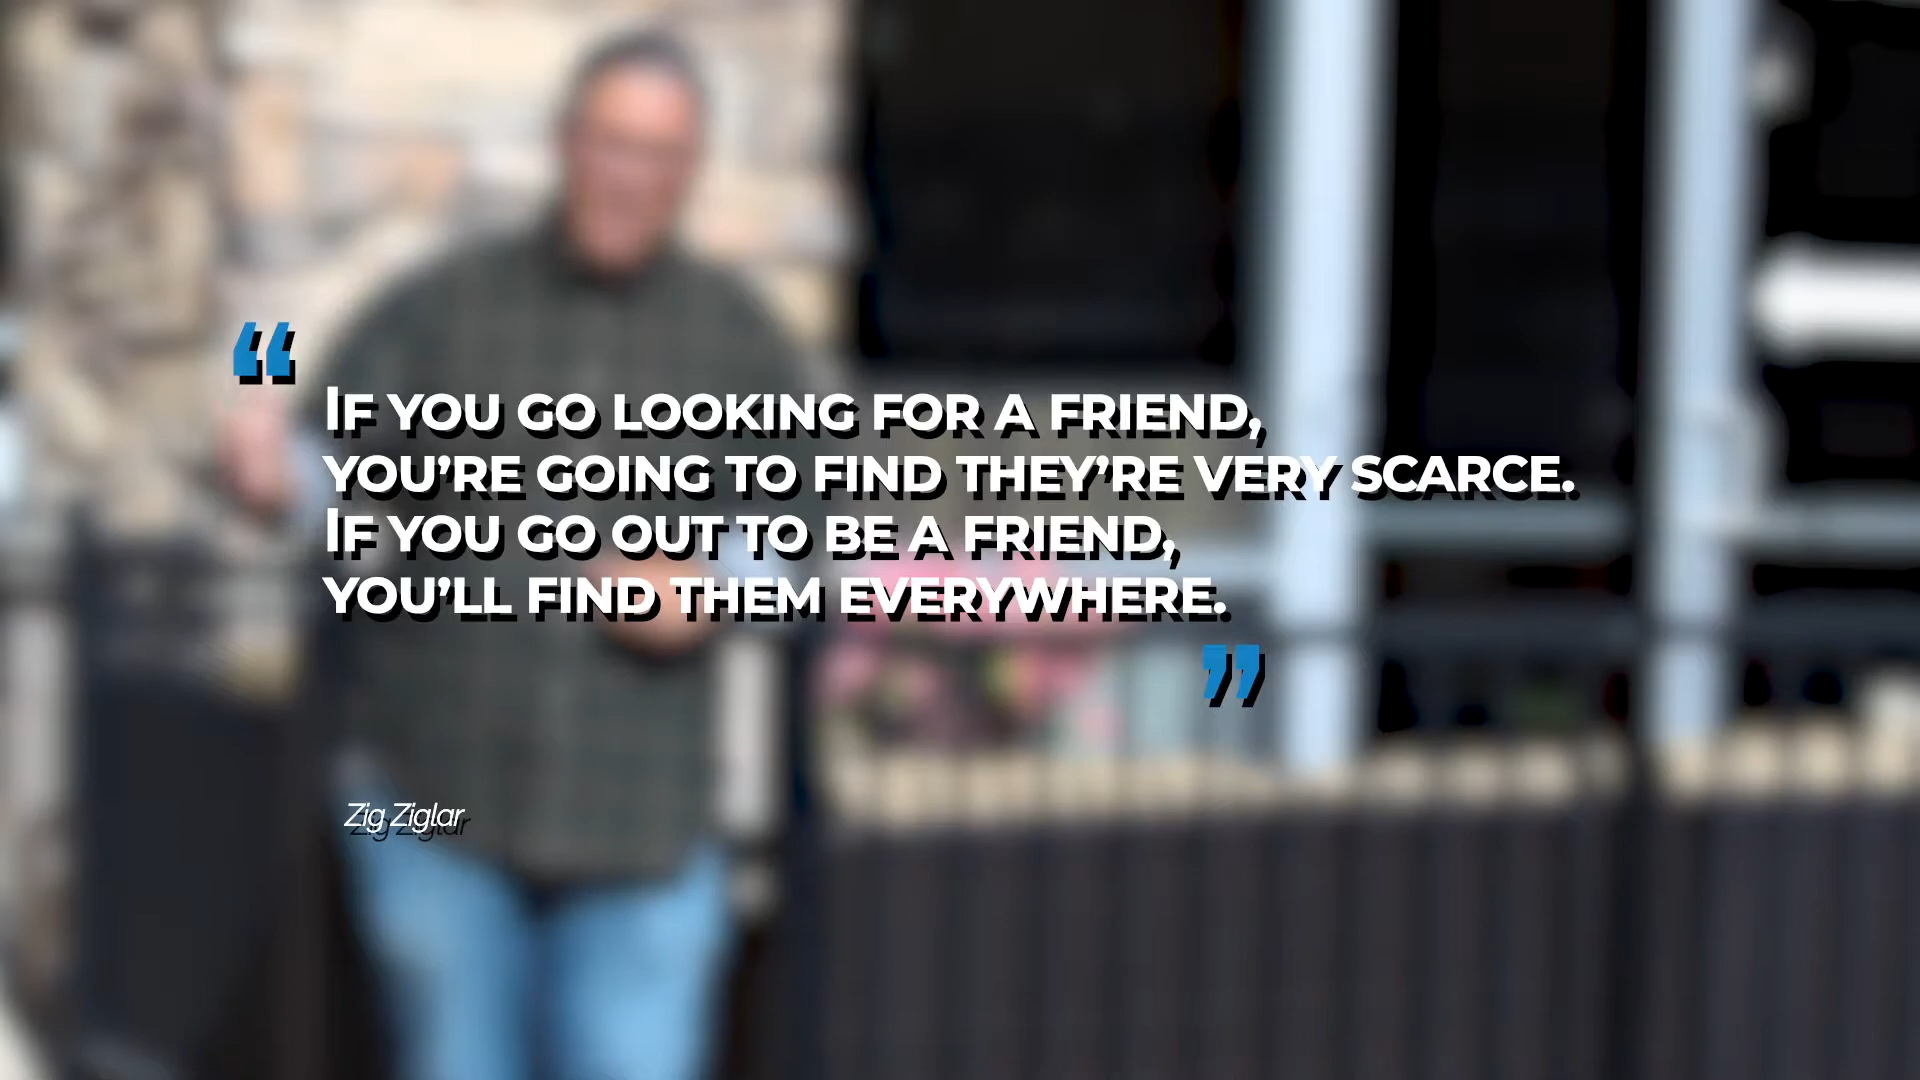 “
IF YOU GO LOOKING FOR A FRIEND,
YOU’RE GOING TO FIND THEY’RE VERY SCARCE.
IF YOU GO OUT TO BE A FRIEND,
YOU’LL FIND THEM EVERYWHERE.
”
Zig Ziglar